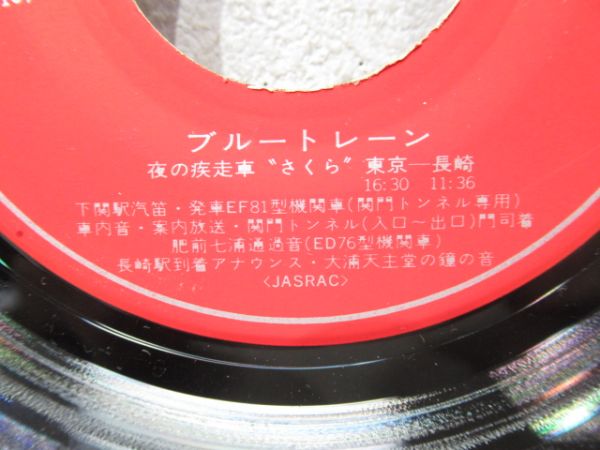 ブルートレーン
夜の疾走車〝さくら〟東京—長崎
16:30 11:36
下関駅汽笛・発車EF81型機関車(関門トンネル専用)
車内音・案内放送・関門トンネル(入口〜出口)門司着
肥前七浦通過音(ED76型機関車)
長崎駅到着アナウンス・大浦天主堂の鐘の音
〈JASRAC〉